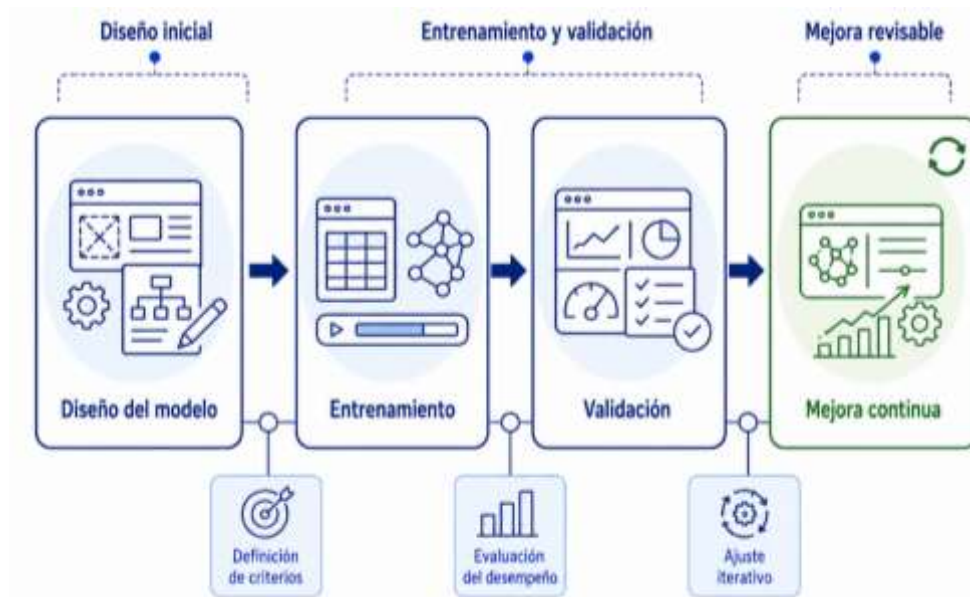 Diseño inicial
Entrenamiento y validación
Mejora revisable
Diseño del modelo
Entrenamiento
Validación
Mejora continua
Definición
de criterios
Evaluación
del desempeño
Ajuste
iterativo